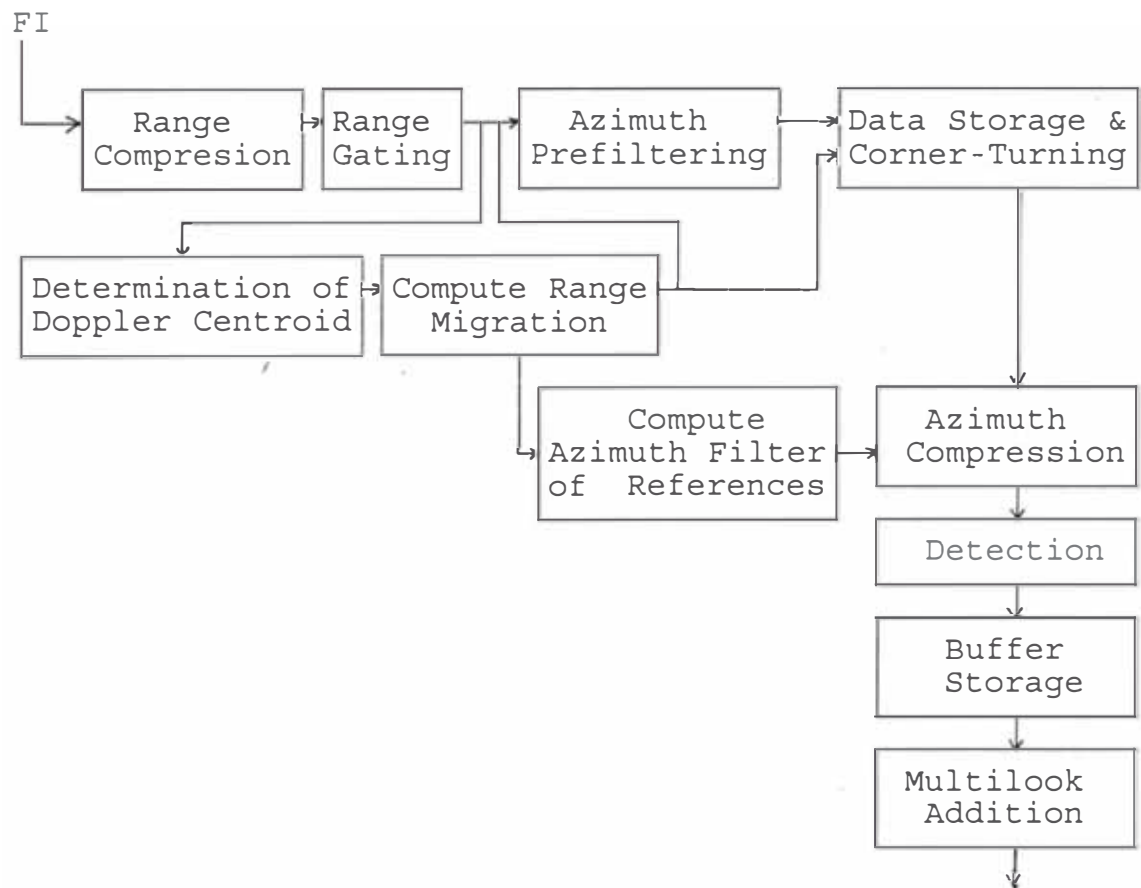 FI
Range
Compresion
Range
Gating
Azimuth
Prefiltering
Data Storage &
Corner-Turning
Determination of
Doppler Centroid
Compute Range
Migration
Compute
Azimuth Filter
of References
Azimuth
Compression
Detection
Buffer
Storage
Multilook
Addition